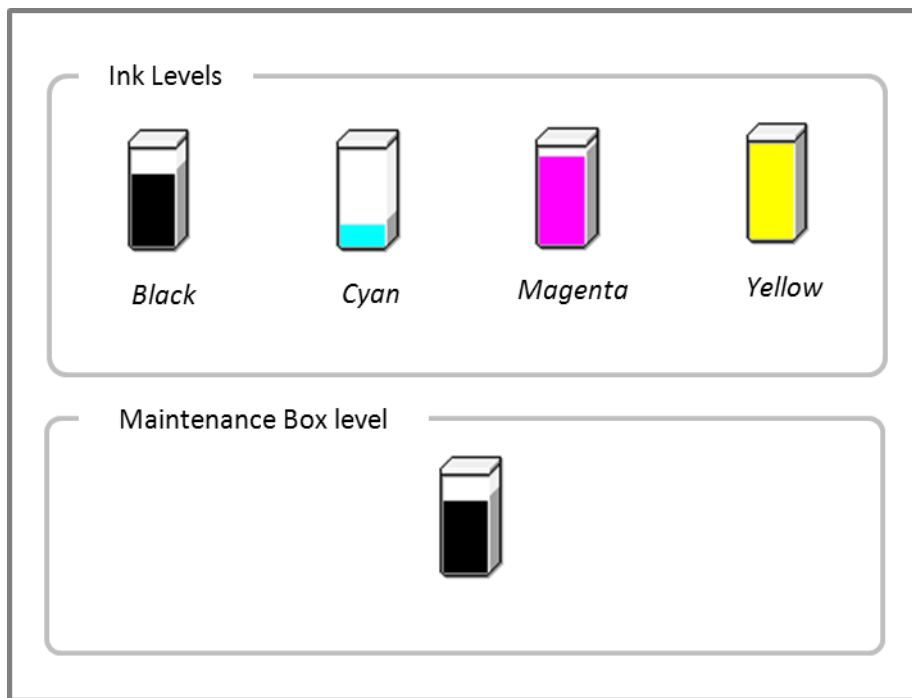 Ink Levels
Black
Cyan
Magenta
Yellow
Maintenance Box level